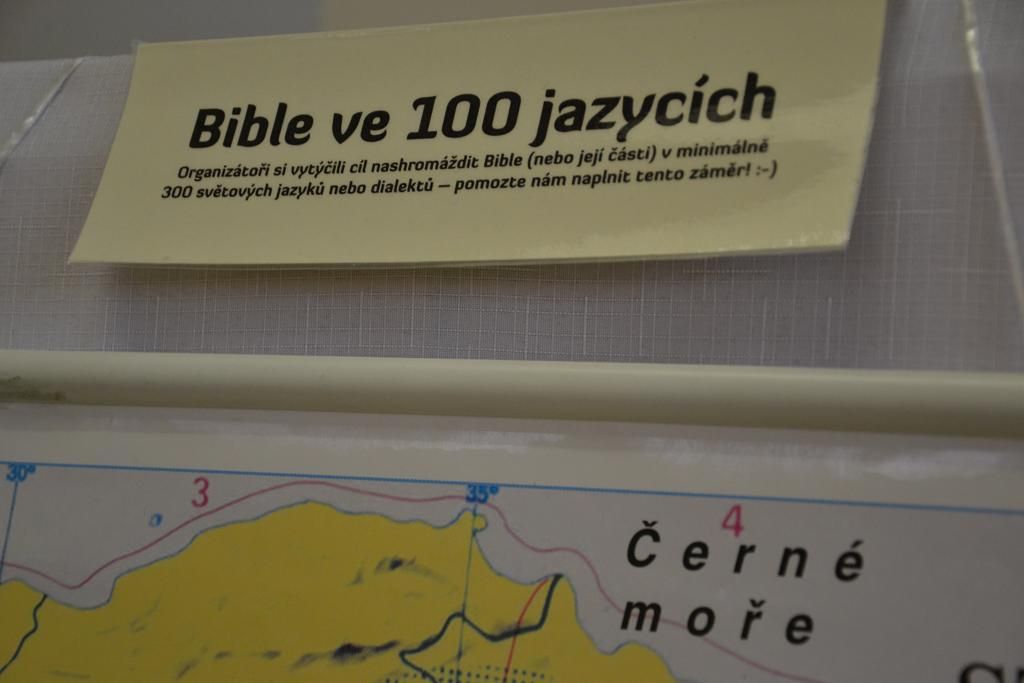 Bible ve 100 jazycích
Organizátoři si vytýčili cíl nashromáždit Bible (nebo její části) v minimálně
300 světových jazyků nebo dialektů – pomozte nám naplnit tento záměr! :-)
30° 3 35° 4
Černé
moře